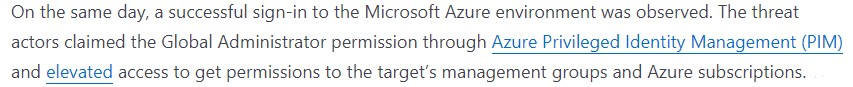 On the same day, a successful sign-in to the Microsoft Azure environment was observed. The threat
actors claimed the Global Administrator permission through Azure Privileged Identity Management (PIM)
and elevated access to get permissions to the target’s management groups and Azure subscriptions.